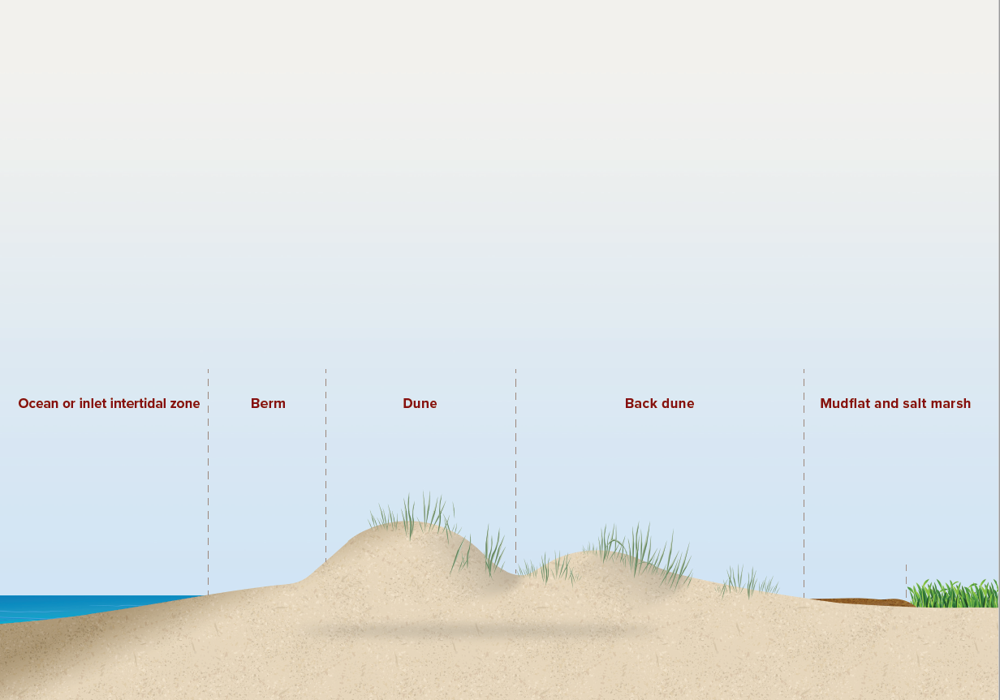 Ocean or inlet intertidal zone
Berm
Dune
Back dune
Mudflat and salt marsh